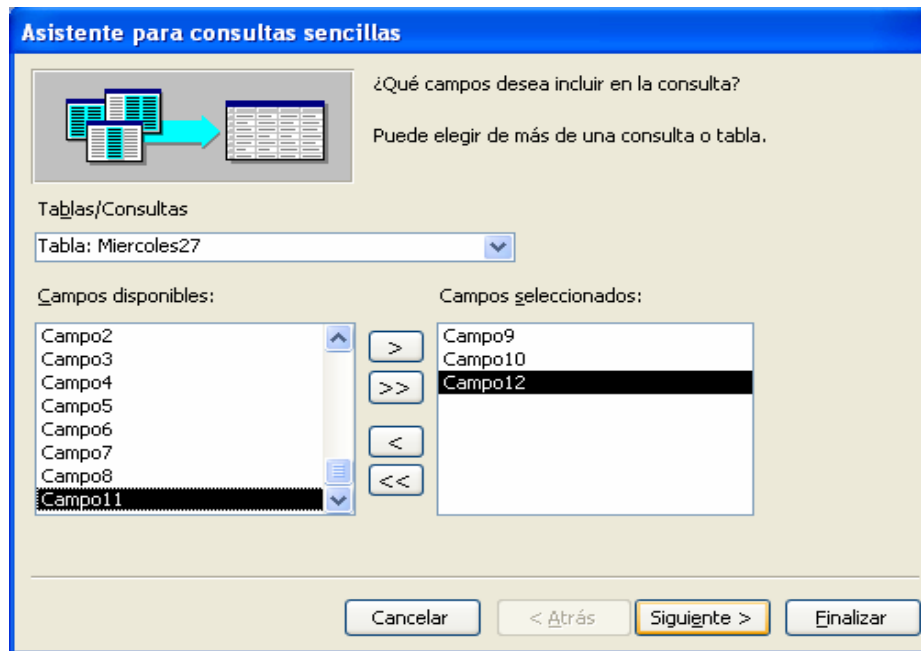 Asistente para consultas sencillas
¿Qué campos desea incluir en la consulta?
Puede elegir de más de una consulta o tabla.
Tablas/Consultas
Tabla: Miercoles27
Campos disponibles:
Campos seleccionados:
Campo2
Campo3
Campo4
Campo5
Campo6
Campo7
Campo8
Campo11
>
>>
<
<<
Campo9
Campo10
Campo12
Cancelar
< Atrás
Siguiente >
Finalizar